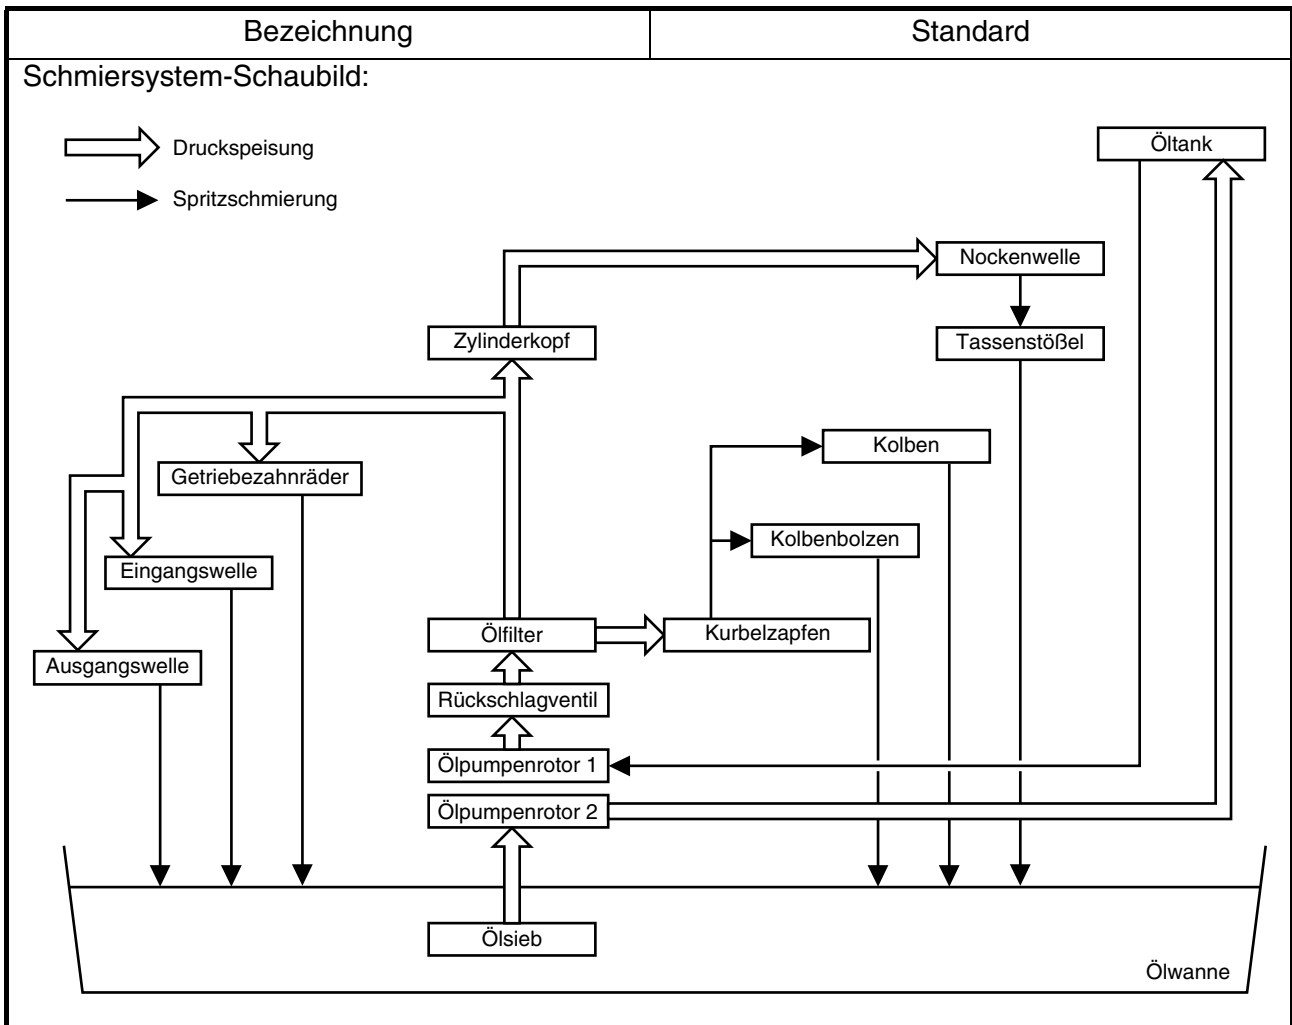 Bezeichnung
Standard
Schmiersystem-Schaubild:
Druckspeisung
Öltank
Spritzschmierung
Nockenwelle
Zylinderkopf
Tassenstößel
Kolben
Getriebezahnräder
Kolbenbolzen
Eingangswelle
Ölfilter
Kurbelzapfen
Ausgangswelle
Rückschlagventil
Ölpumpenrotor 1
Ölpumpenrotor 2
Ölsieb
Ölwanne